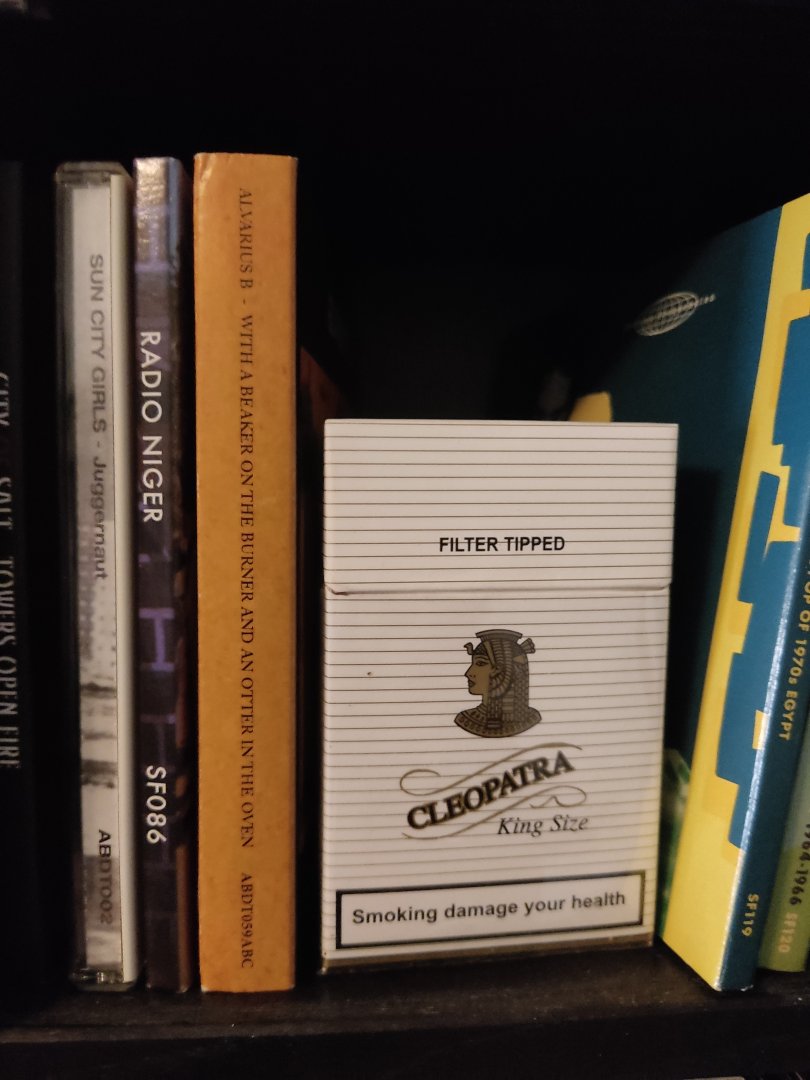 CITY
SALT. TOWERS OPEN FIRE
SUN CITY GIRLS - Juggernaut
ABDT002
RADIO NIGER
SF086
ALVARIUS B - WITH A BEAKER ON THE BURNER AND AN OTTER IN THE OVEN
ABDT059ABC
FILTER TIPPED
CLEOPATRA
King Size
Smoking damage your health
POP OF 1970s EGYPT
SF119
1964-1966 SF120